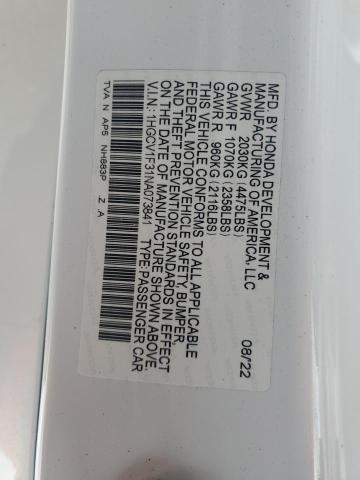 MFD. BY HONDA DEVELOPMENT &
MANUFACTURING OF AMERICA, LLC
GVWR 2030KG (4475LBS) 08/22
GAWR F 1070KG (2358LBS)
GAWR R 960KG (2118LBS)
THIS VEHICLE CONFORMS TO ALL APPLICABLE
FEDERAL MOTOR VEHICLE SAFETY, BUMPER,
AND THEFT PREVENTION STANDARDS IN EFFECT
ON THE DATE OF MANUFACTURE SHOWN ABOVE.
V.I.N.:1HGCV1F31NA073841 TYPE:PASSENGER CAR
TVA N AP5 NH883P Z . A